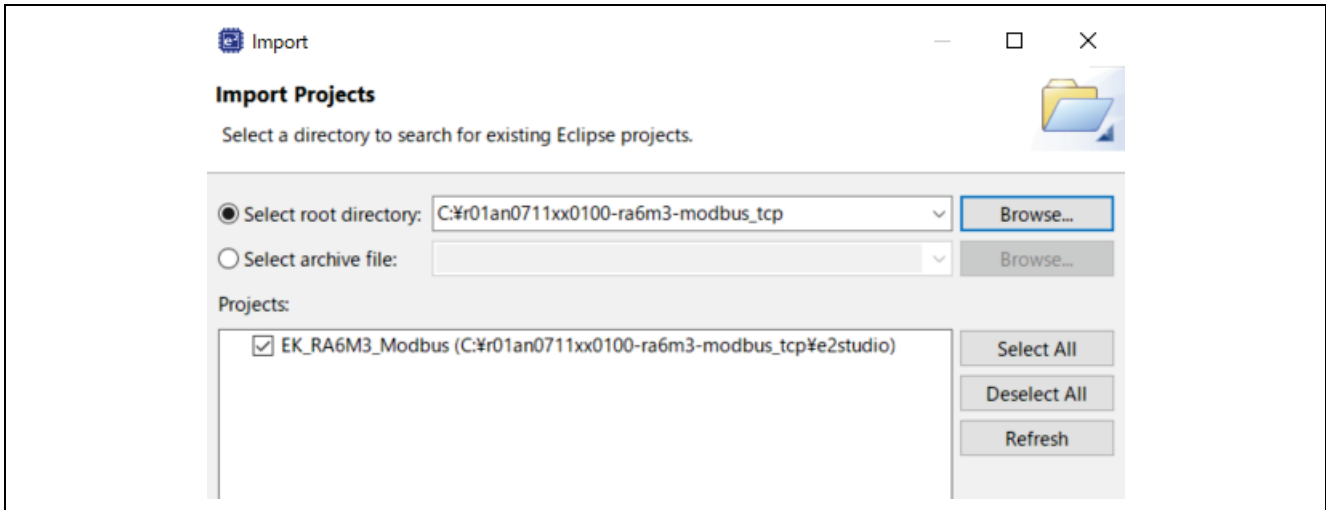 Import
Import Projects
Select a directory to search for existing Eclipse projects.
Select root directory: C:¥r01an0711xx0100-ra6m3-modbus_tcp Browse...
Select archive file: Browse...
Projects:
EK_RA6M3_Modbus (C:¥r01an0711xx0100-ra6m3-modbus_tcp¥e2studio)
Select All
Deselect All
Refresh